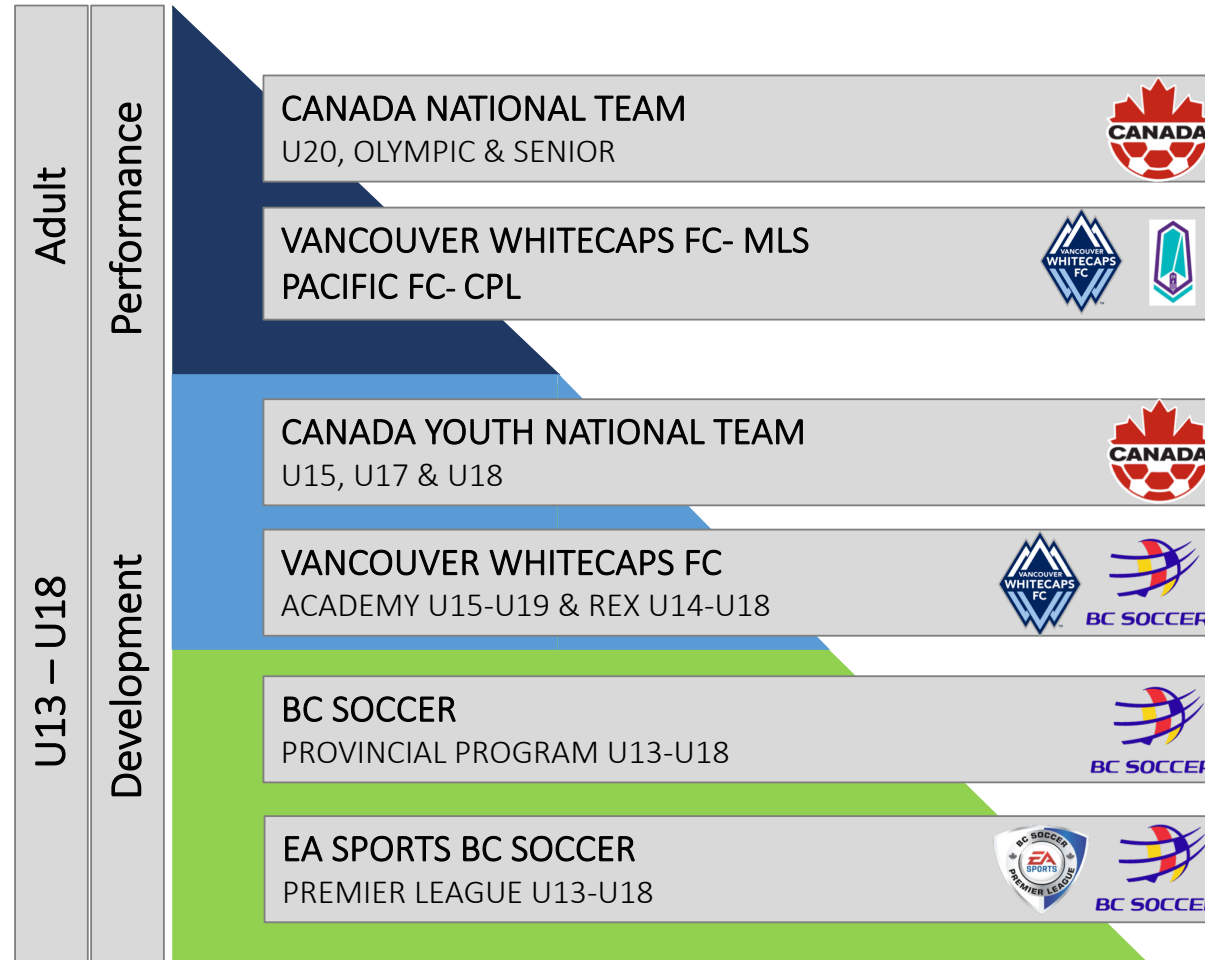 Adult
Performance
CANADA NATIONAL TEAM
U20, OLYMPIC & SENIOR
CANADA
VANCOUVER WHITECAPS FC- MLS
PACIFIC FC- CPL
VANCOUVER
WHITECAPS
FC
U13 – U18
Development
CANADA YOUTH NATIONAL TEAM
U15, U17 & U18
CANADA
VANCOUVER WHITECAPS FC
ACADEMY U15-U19 & REX U14-U18
VANCOUVER
WHITECAPS
FC
BC SOCCER
BC SOCCER
PROVINCIAL PROGRAM U13-U18
BC SOCCER
EA SPORTS BC SOCCER
PREMIER LEAGUE U13-U18
BC SOCCER
EA
SPORTS
PREMIER LEAGUE
BC SOCCER